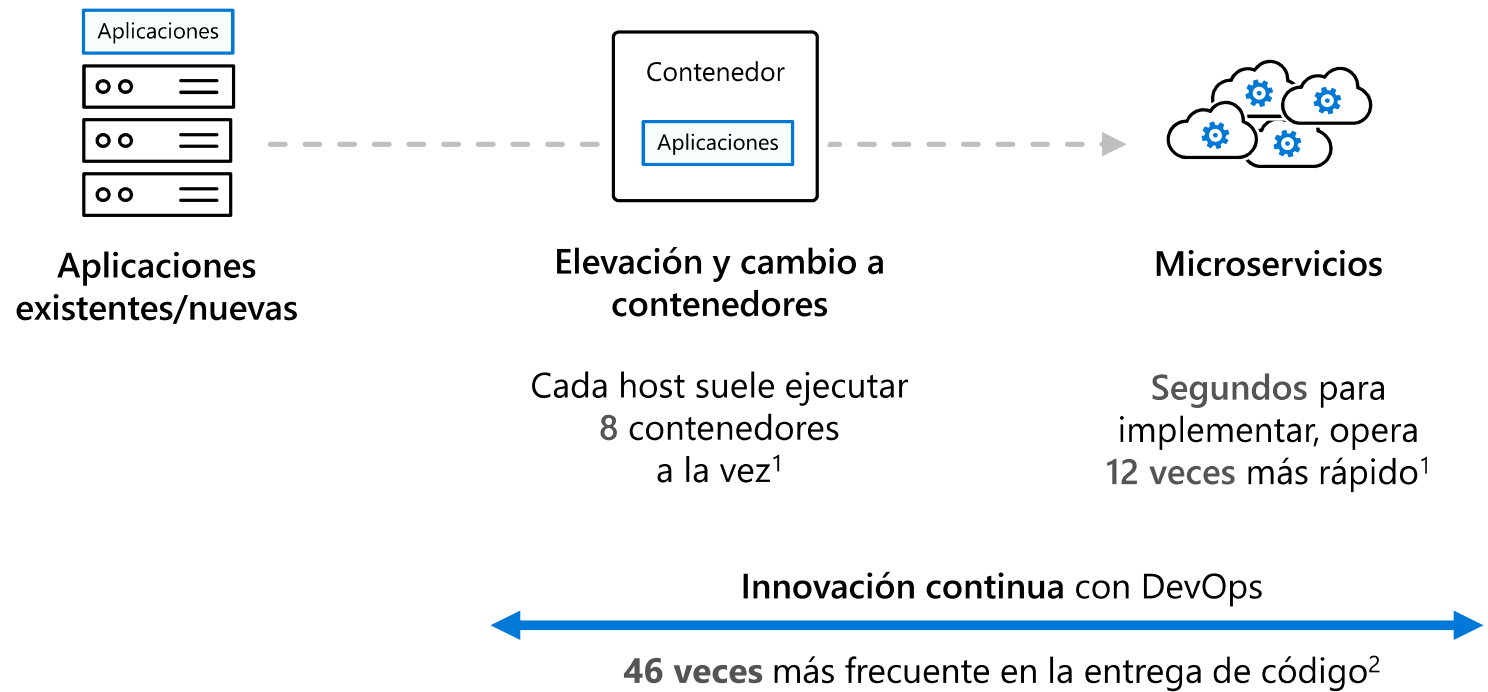 Aplicaciones
Contenedor
Aplicaciones
Aplicaciones
existentes/nuevas
Elevación y cambio a
contenedores
Microservicios
Cada host suele ejecutar
8 contenedores
a la vez¹
Segundos para
implementar, opera
12 veces más rápido¹
Innovación continua con DevOps
46 veces más frecuente en la entrega de código²